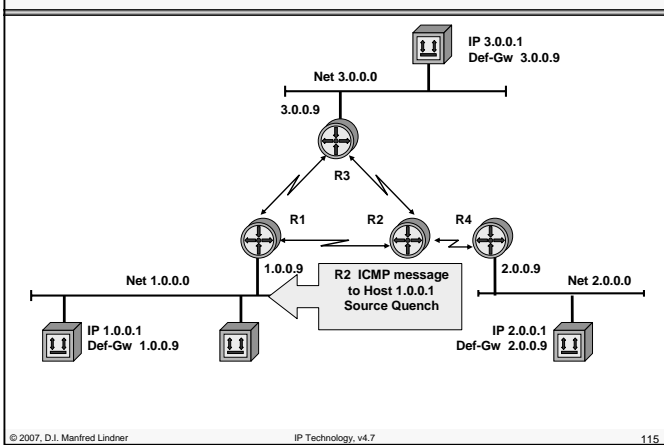 IP 3.0.0.1
Def-Gw 3.0.0.9
Net 3.0.0.0
3.0.0.9
R3
R1
R2
R4
1.0.0.9
2.0.0.9
R2 ICMP message
to Host 1.0.0.1
Source Quench
Net 1.0.0.0
Net 2.0.0.0
IP 1.0.0.1
Def-Gw 1.0.0.9
IP 2.0.0.1
Def-Gw 2.0.0.9
© 2007, D.I. Manfred Lindner
IP Technology, v4.7
115